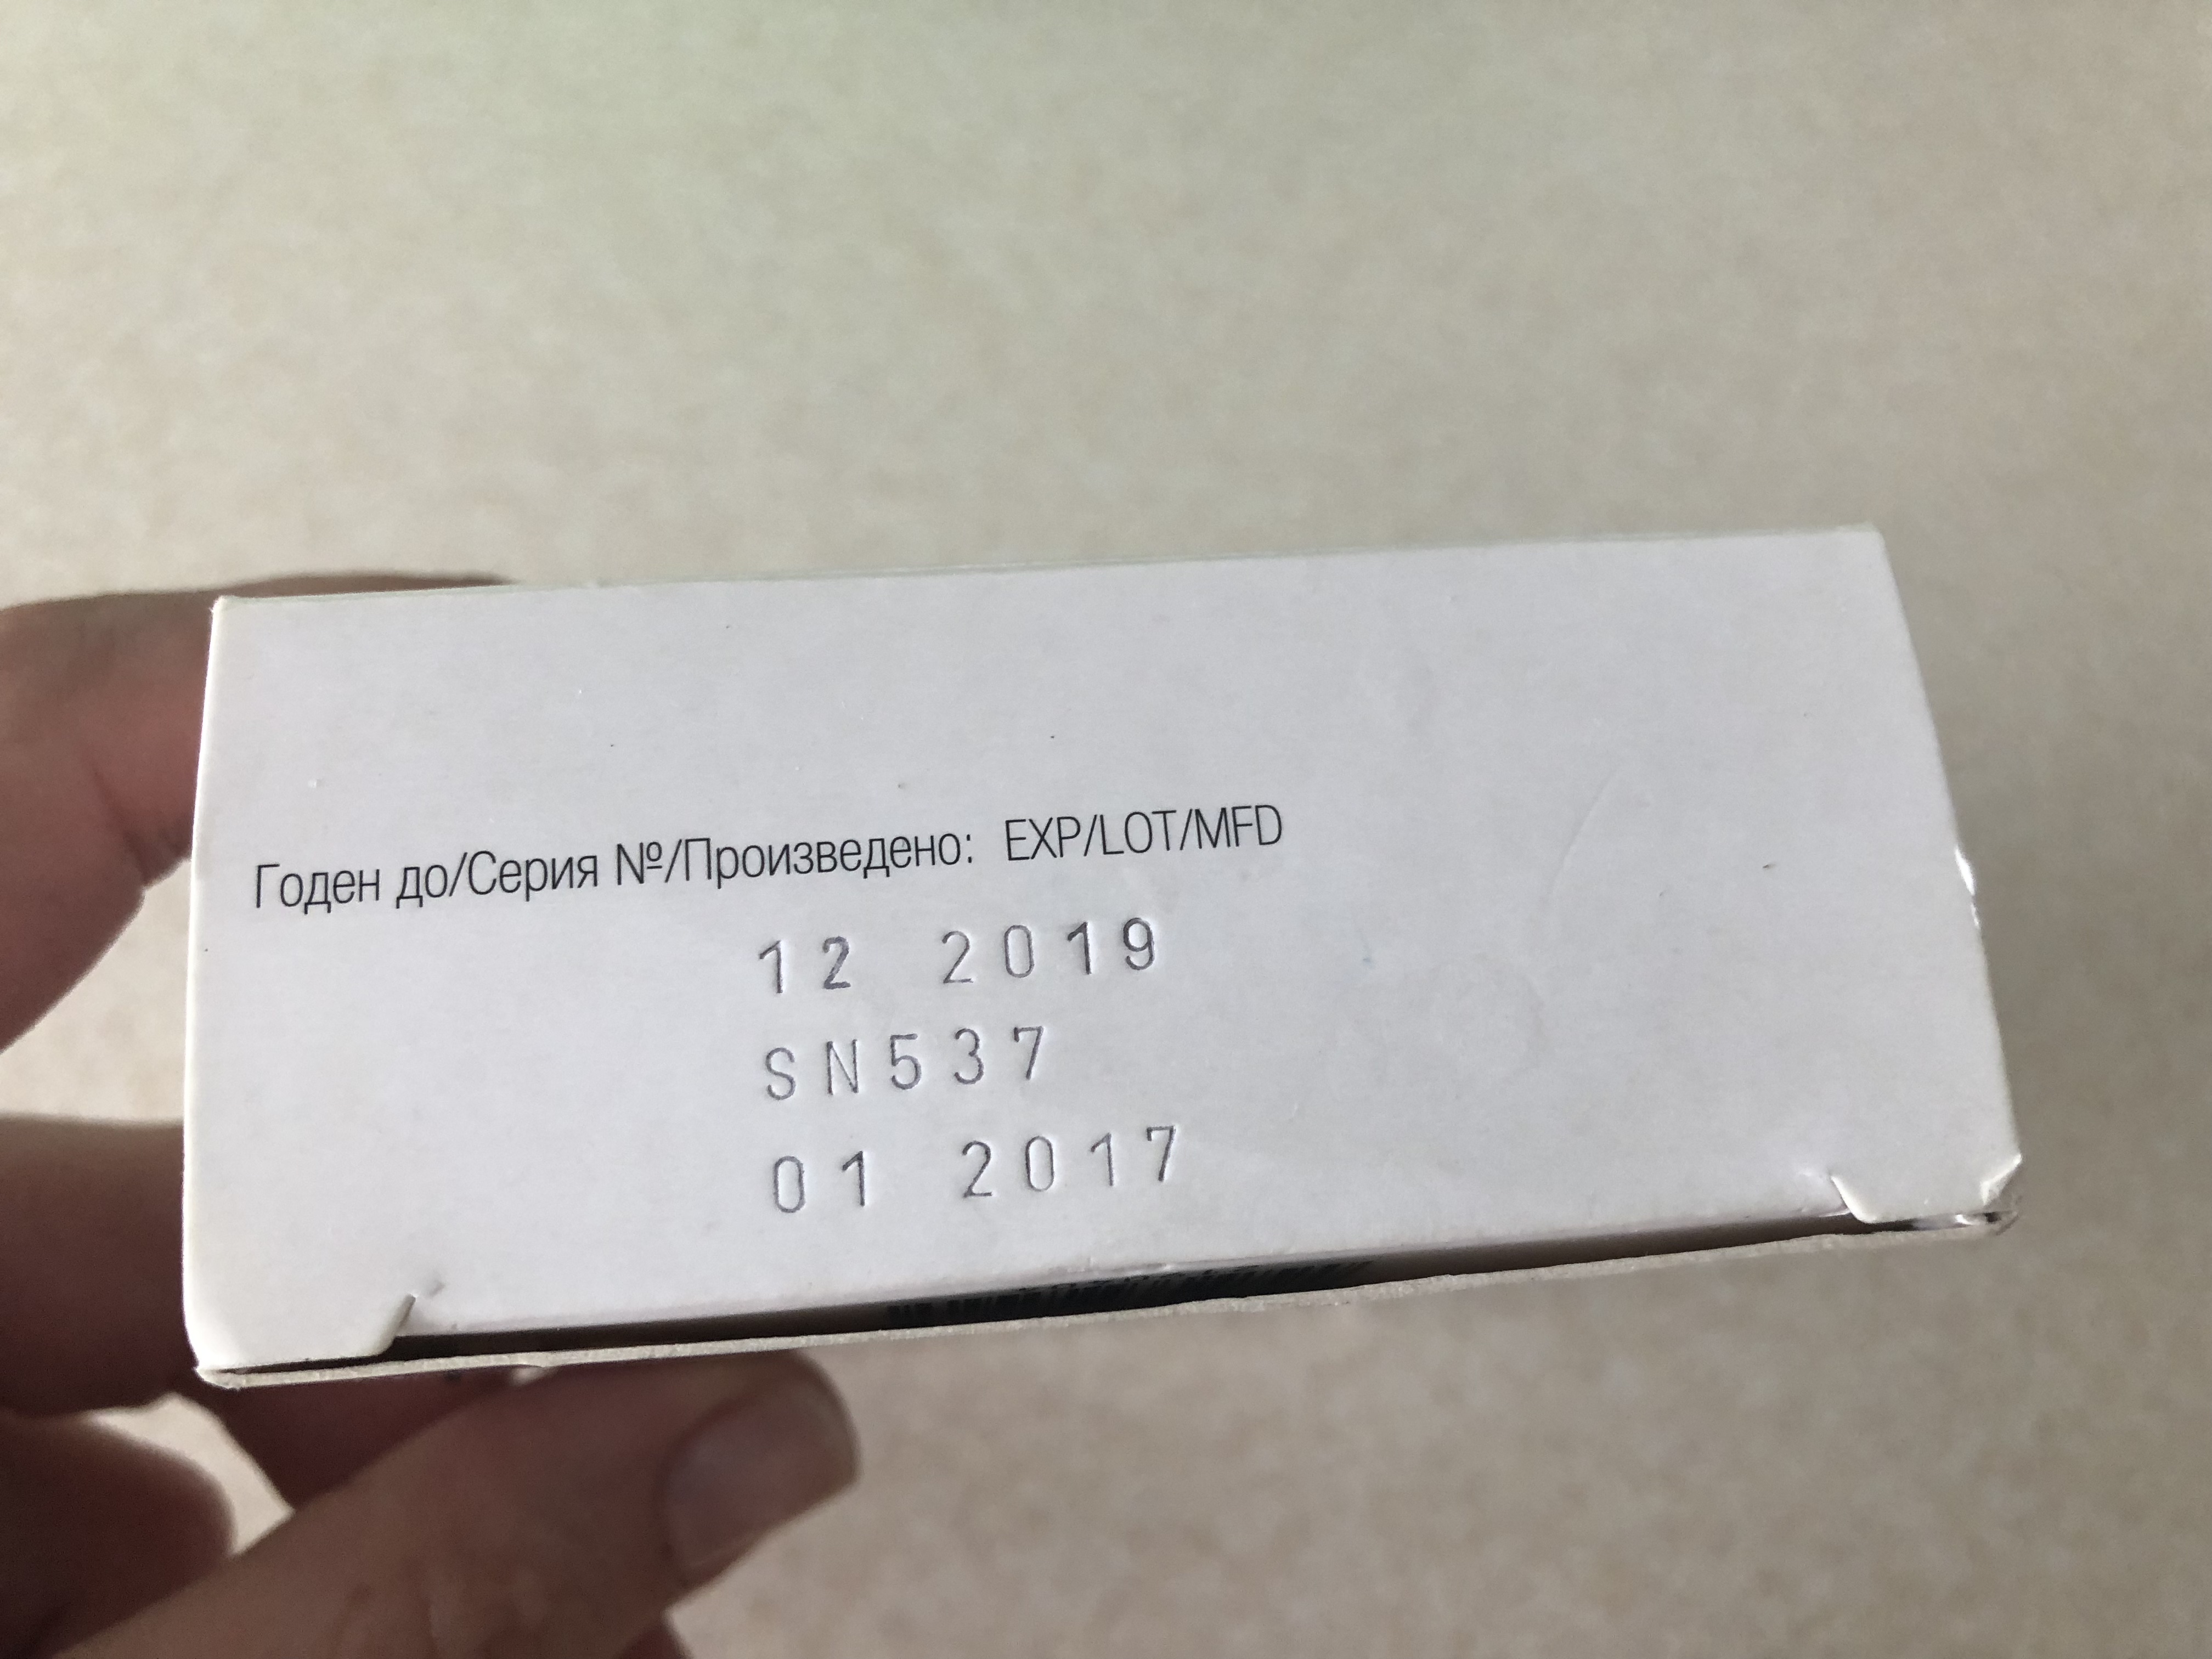 Годен до/Серия №/Произведено: EXP/LOT/MFD
12 2019
SN537
01 2017